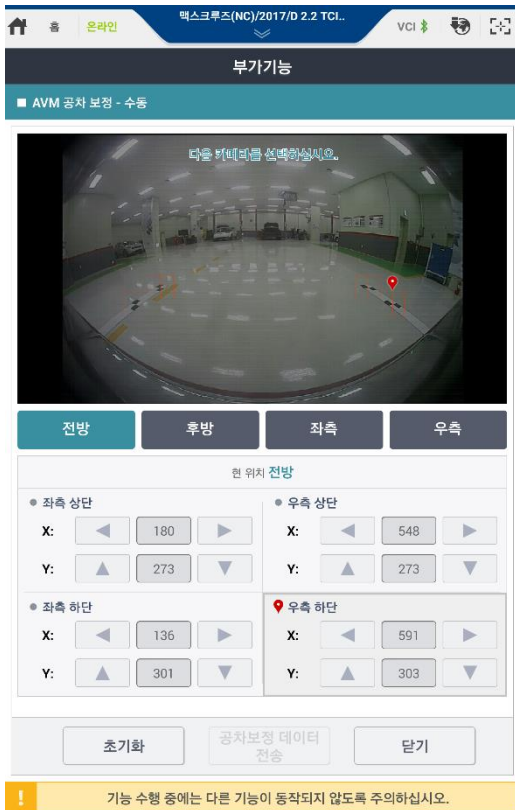 홈 온라인 맥스크루즈(NC)/2017/D 2.2 TCI.. VCI
부가기능
AVM 공차 보정 - 수동
다음 카메라를 선택하십시오.
전방 후방 좌측 우측
현 위치 전방
좌측 상단 우측 상단
X: 180 X: 548
Y: 273 Y: 273
좌측 하단 우측 하단
X: 136 X: 591
Y: 301 Y: 303
초기화 공차보정 데이터 닫기
전송
! 기능 수행 중에는 다른 기능이 동작되지 않도록 주의하십시오.